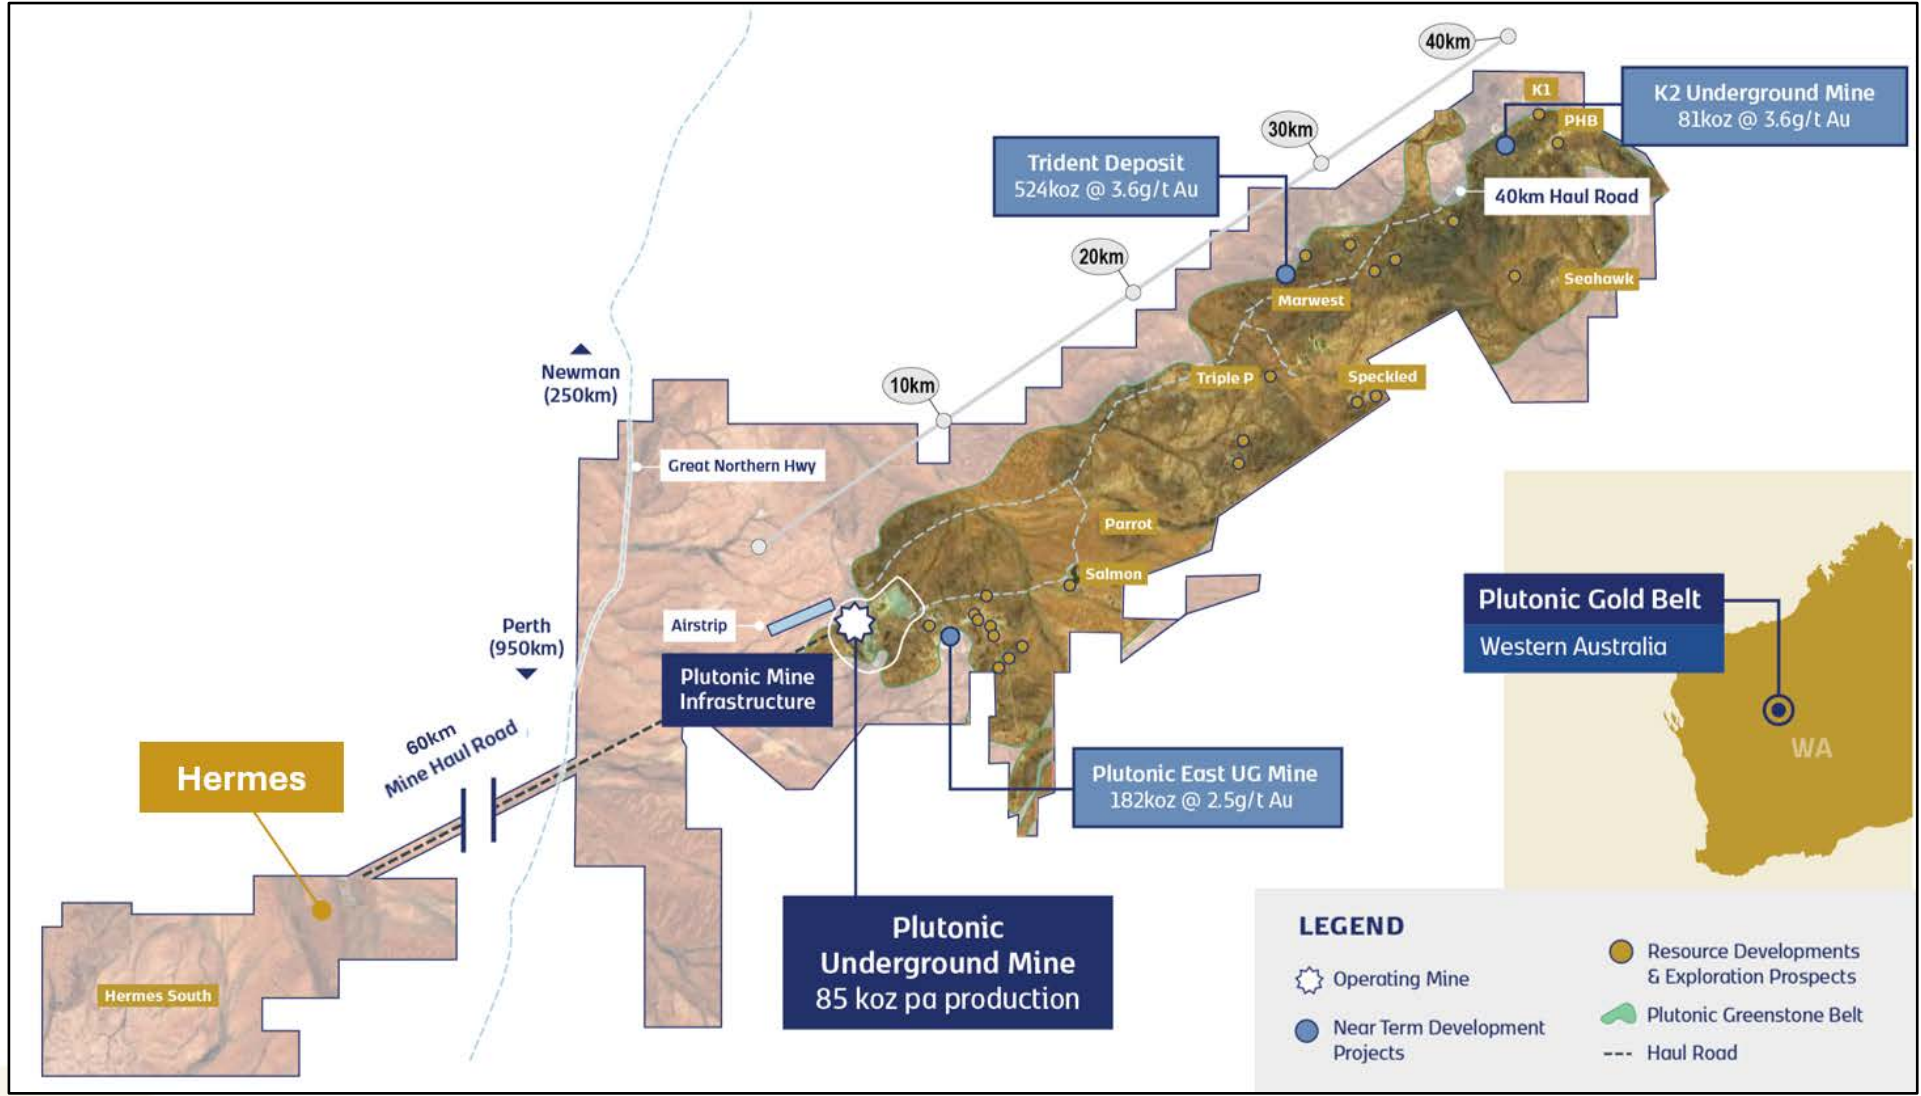 40km
K1
K2 Underground Mine
81koz @ 3.6g/t Au
PHB
30km
Trident Deposit
524koz @ 3.6g/t Au
40km Haul Road
20km
Seahawk
Marwest
Newman
(250km)
10km
Triple P
Speckled
Great Northern Hwy
Parrot
Salmon
Airstrip
Perth
(950km)
Plutonic Mine
Infrastructure
Plutonic Gold Belt
Western Australia
WA
60km
Mine Haul Road
Hermes
Plutonic East UG Mine
182koz @ 2.5g/t Au
Plutonic
Underground Mine
85 koz pa production
Hermes South
LEGEND
Operating Mine
Near Term Development
Projects
Resource Developments
& Exploration Prospects
Plutonic Greenstone Belt
Haul Road